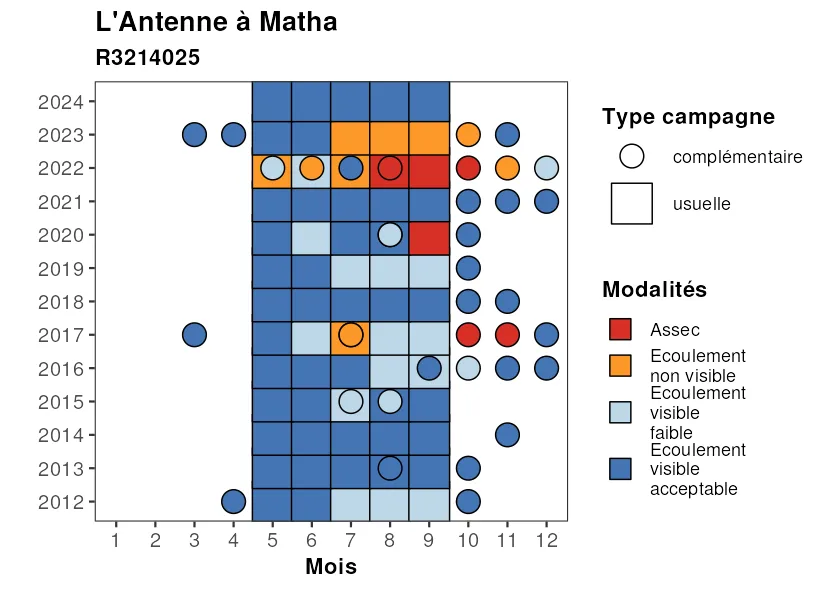 L'Antenne à Matha
R3214025
2024
2023
2022
2021
2020
2019
2018
2017
2016
2015
2014
2013
2012
1 2 3 4 5 6 7 8 9 10 11 12
Mois
Type campagne
complémentaire
usuelle
Modalités
Assec
Ecoulement
non visible
Ecoulement
visible
faible
Ecoulement
visible
acceptable